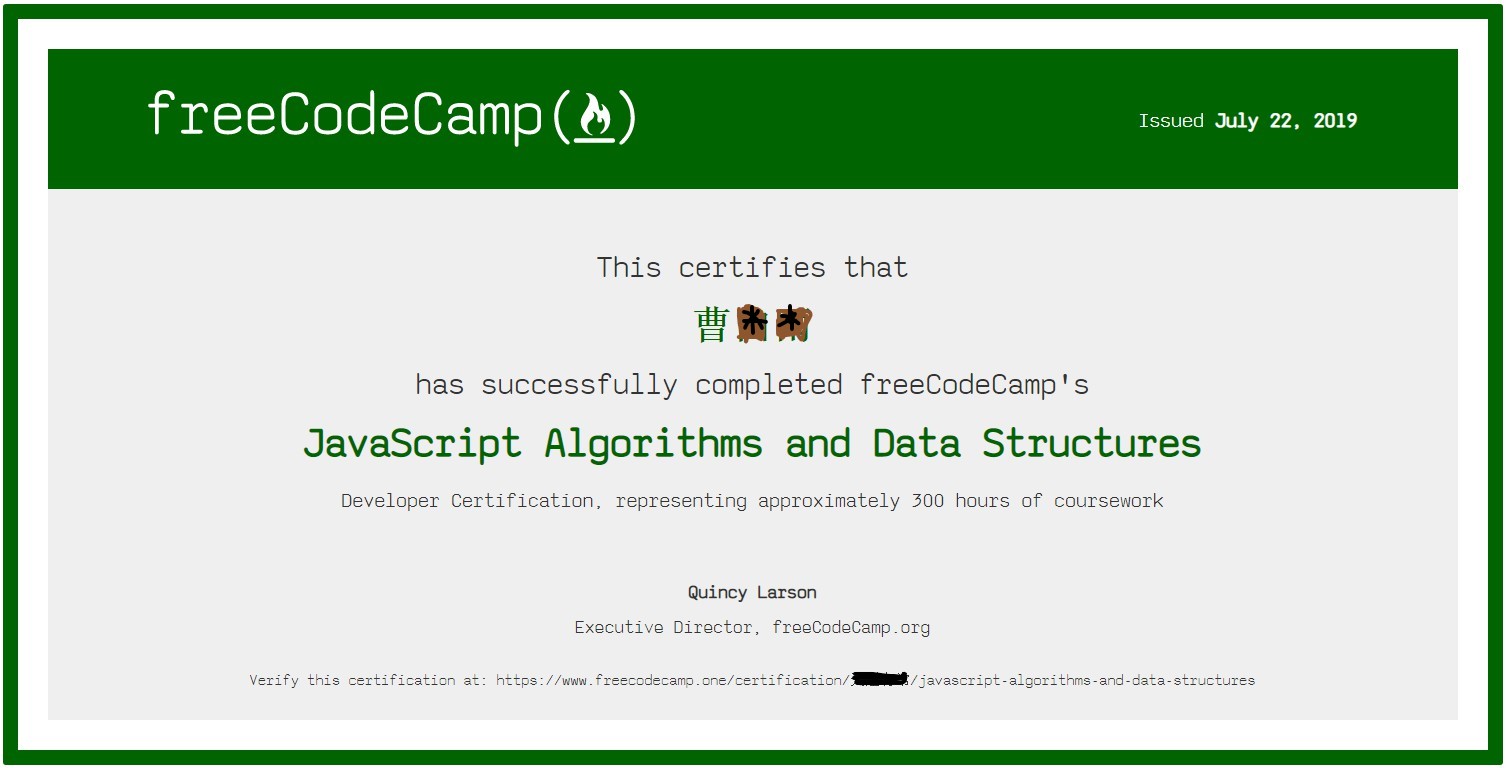 freeCodeCamp(🔥)
Issued July 22, 2019
This certifies that
曹
has successfully completed freeCodeCamp's
JavaScript Algorithms and Data Structures
Developer Certification, representing approximately 300 hours of coursework
Quincy Larson
Executive Director, freeCodeCamp.org
Verify this certification at: https://www.freecodecamp.one/certification/ /javascript-algorithms-and-data-structures